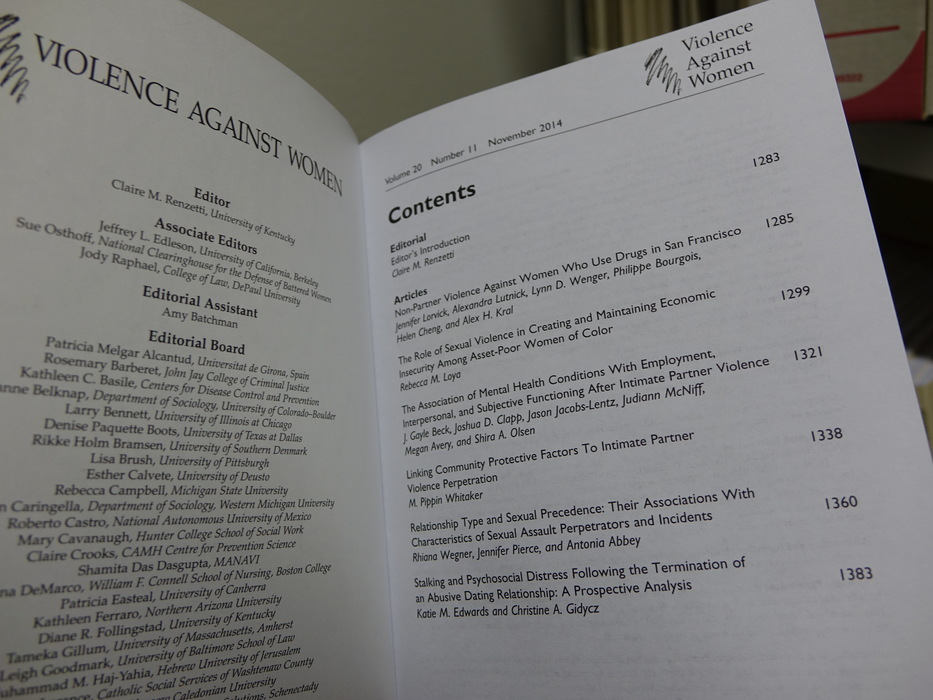 VIOLENCE AGAINST WOMEN
Editor
Claire M. Renzetti, University of Kentucky
Associate Editors
Jeffrey L. Edleson, University of California, Berkeley
Sue Osthoff, National Clearinghouse for the Defense of Battered Women
Jody Raphael, College of Law, DePaul University
Editorial Assistant
Amy Batchman
Editorial Board
Patricia Melgar Alcantud, Universitat de Girona, Spain
Rosemary Barberet, John Jay College of Criminal Justice
Kathleen C. Basile, Centers for Disease Control and Prevention
Belknap, Department of Sociology, University of Colorado–Boulder
Larry Bennett, University of Illinois at Chicago
Denise Paquette Boots, University of Texas at Dallas
Rikke Holm Bramsen, University of Southern Denmark
Lisa Brush, University of Pittsburgh
Esther Calvete, University of Deusto
Rebecca Campbell, Michigan State University
Caringella, Department of Sociology, Western Michigan University
Roberto Castro, National Autonomous University of Mexico
Mary Cavanaugh, Hunter College School of Social Work
Claire Crooks, CAMH Centre for Prevention Science
Shamita Das Dasgupta, MANAVI
DeMarco, William F. Connell School of Nursing, Boston College
Patricia Easteal, University of Canberra
Kathleen Ferraro, Northern Arizona University
Diane R. Follingstad, University of Kentucky
Tameka Gillum, University of Massachusetts, Amherst
Leigh Goodmark, University of Baltimore School of Law
M. Haj-Yahia, Hebrew University of Jerusalem
Catholic Social Services of Washtenaw County
Caledonian University
Solutions, Schenectady
Violence
Against
Women
Volume 20 Number 11 November 2014
Contents
Editorial
Editor's Introduction 1283
Claire M. Renzetti
Articles
Non-Partner Violence Against Women Who Use Drugs in San Francisco 1285
Jennifer Lorvick, Alexandra Lutnick, Lynn D. Wenger, Philippe Bourgois,
Helen Cheng, and Alex H. Kral
The Role of Sexual Violence in Creating and Maintaining Economic 1299
Insecurity Among Asset-Poor Women of Color
Rebecca M. Loya
The Association of Mental Health Conditions With Employment, 1321
Interpersonal, and Subjective Functioning After Intimate Partner Violence
J. Gayle Beck, Joshua D. Clapp, Jason Jacobs-Lentz, Judiann McNiff,
Megan Avery, and Shira A. Olsen
Linking Community Protective Factors To Intimate Partner 1338
Violence Perpetration
M. Pippin Whitaker
Relationship Type and Sexual Precedence: Their Associations With 1360
Characteristics of Sexual Assault Perpetrators and Incidents
Rhiana Wegner, Jennifer Pierce, and Antonia Abbey
Stalking and Psychosocial Distress Following the Termination of 1383
an Abusive Dating Relationship: A Prospective Analysis
Katie M. Edwards and Christine A. Gidycz